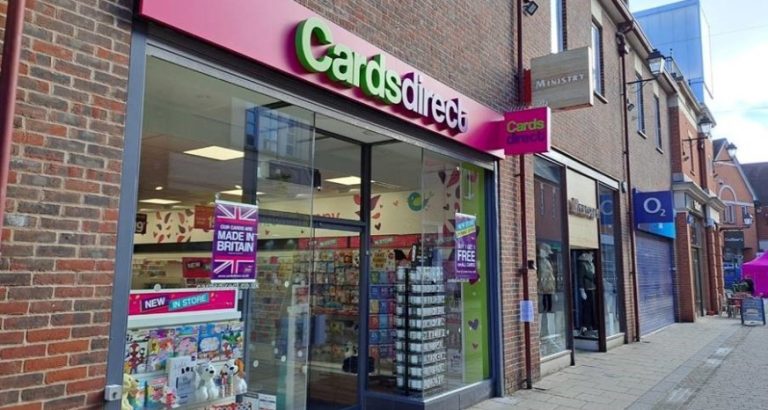 Cardsdirect
Cards
direct
MINISTRY
O2
OUR CARDS ARE
MADE IN
BRITAIN
NEW
IN STORE
FREE